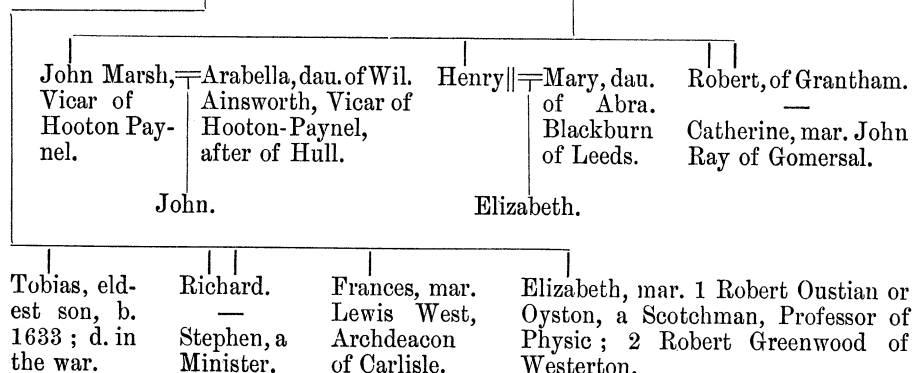 John Marsh,
Vicar of
Hooton Pay-
nel.
Arabella, dau. of Wil.
Ainsworth, Vicar of
Hooton-Paynel,
after of Hull.
Henry||
Mary, dau.
of Abra.
Blackburn
of Leeds.
Robert, of Grantham.
—
Catherine, mar. John
Ray of Gomersal.
John.
Elizabeth.
Tobias, eld-
est son, b.
1633 ; d. in
the war.
Richard.
—
Stephen, a
Minister.
Frances, mar.
Lewis West,
Archdeacon
of Carlisle.
Elizabeth, mar. 1 Robert Oustian or
Oyston, a Scotchman, Professor of
Physic ; 2 Robert Greenwood of
Westerton.